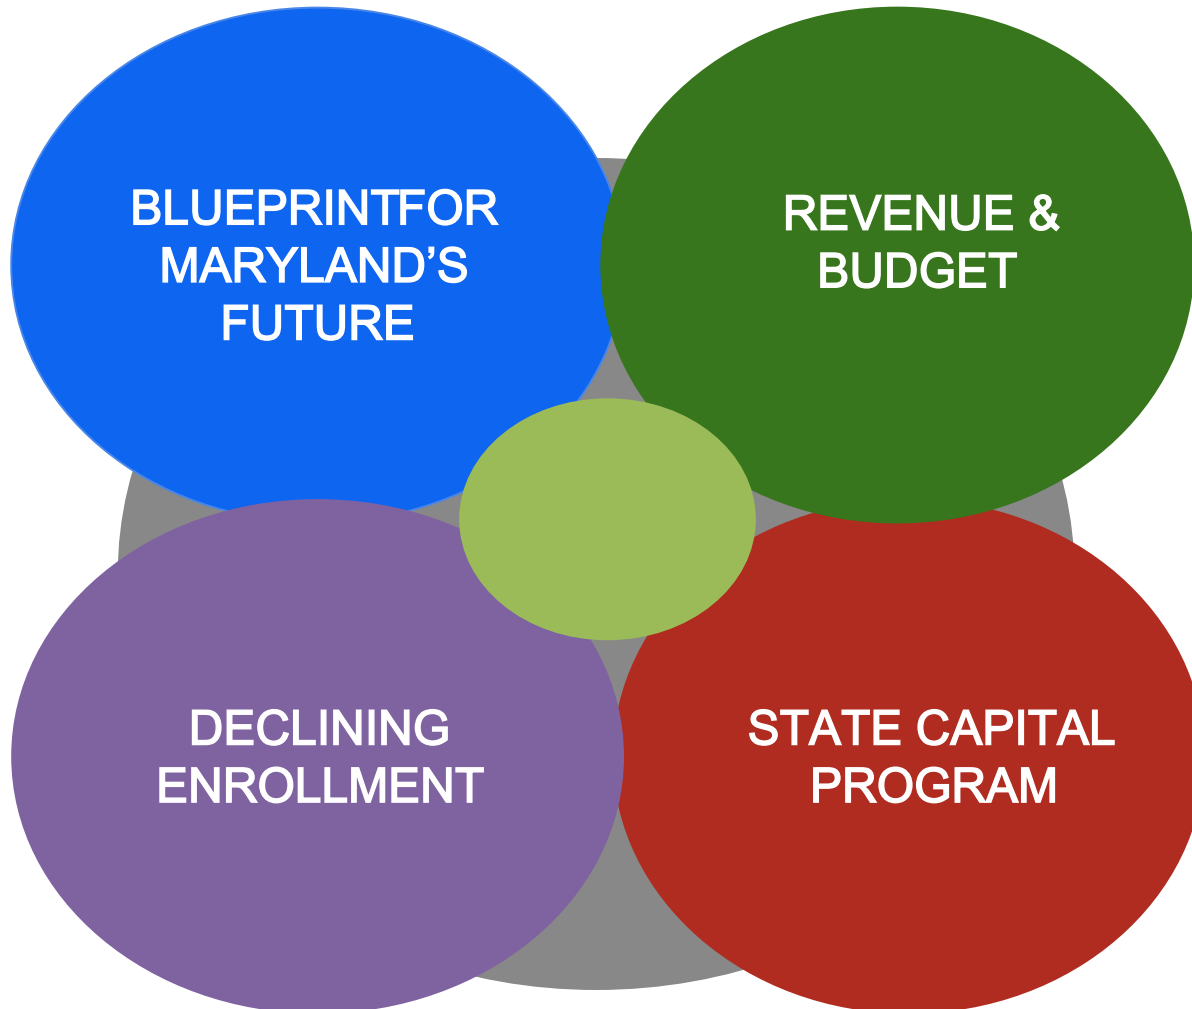 BLUEPRINTFOR
MARYLAND’S
FUTURE
REVENUE &
BUDGET
DECLINING
ENROLLMENT
STATE CAPITAL
PROGRAM